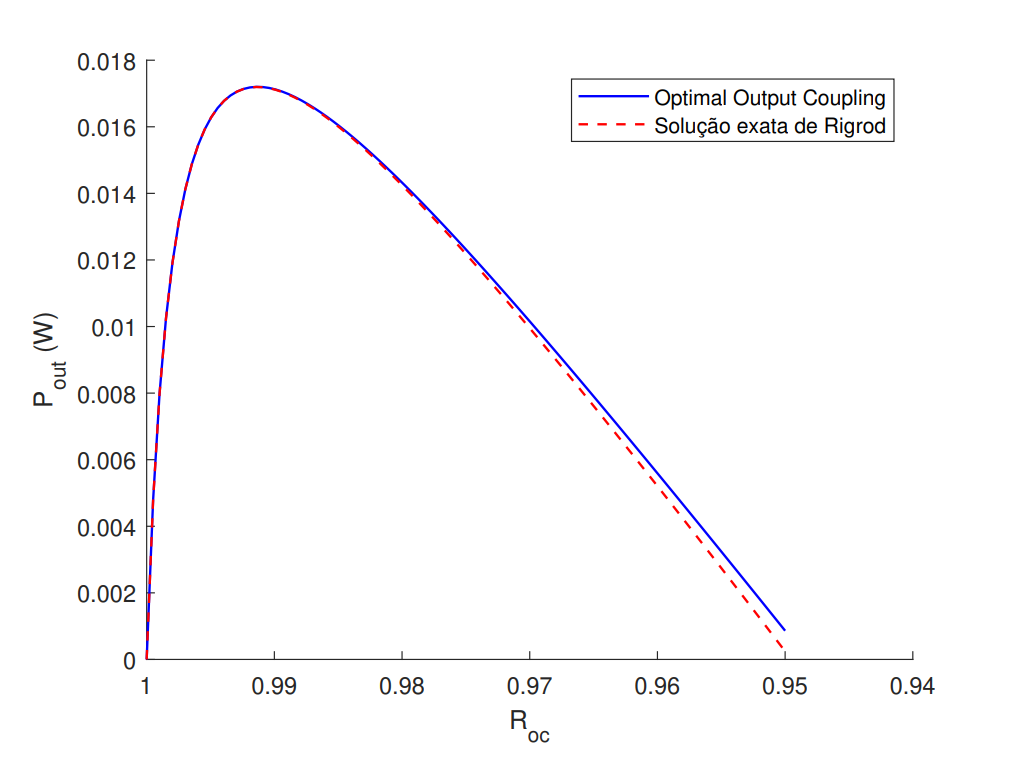 0.018
0.016
0.014
0.012
0.01
0.008
0.006
0.004
0.002
0
P_out (W)
Optimal Output Coupling
Solução exata de Rigrod
1 0.99 0.98 0.97 0.96 0.95 0.94
R_oc